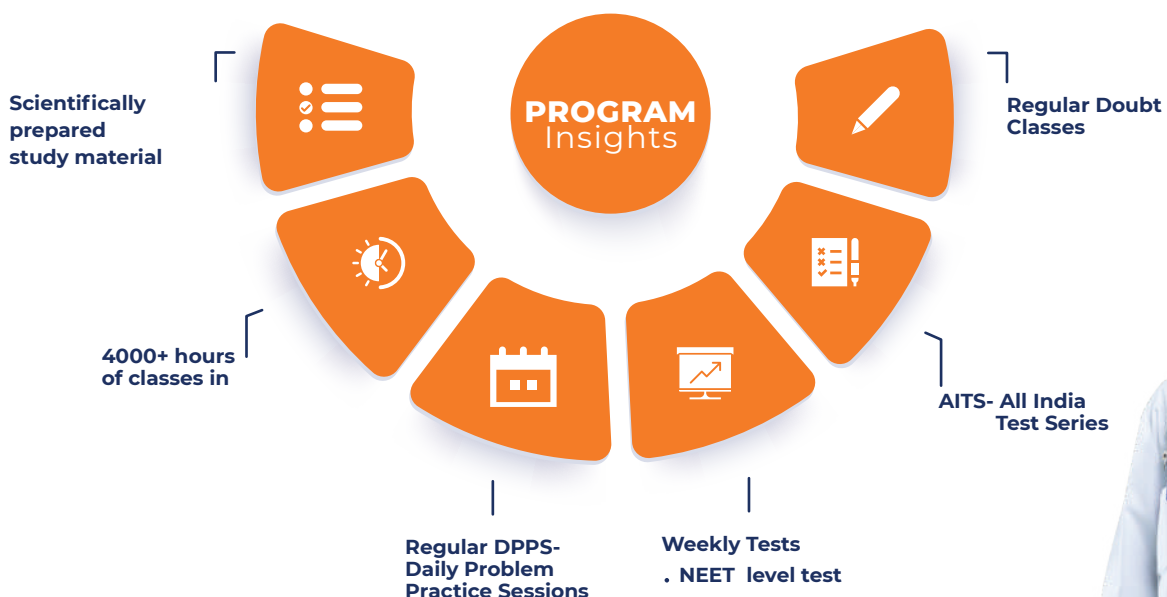 PROGRAM
Insights
Scientifically
prepared
study material
4000+ hours
of classes in
Regular DPPS-
Daily Problem
Practice Sessions
Weekly Tests
. NEET level test
AITS- All India
Test Series
Regular Doubt
Classes